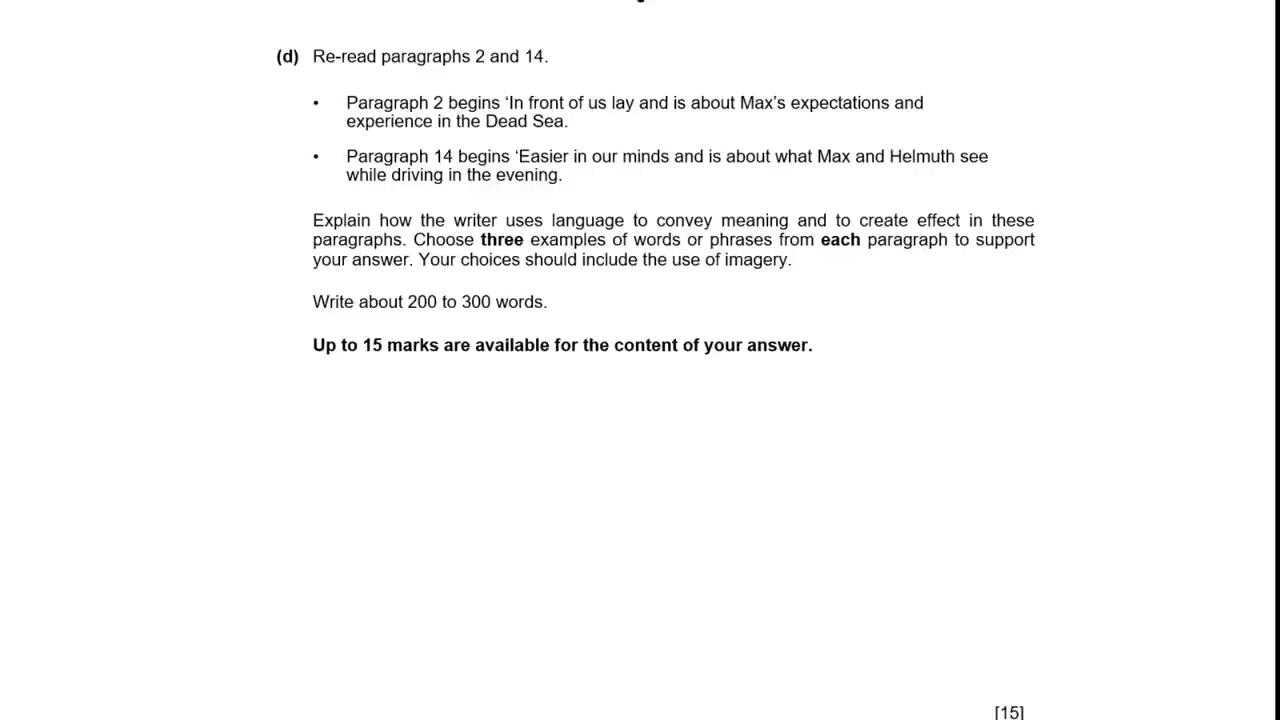 (d) Re-read paragraphs 2 and 14.
• Paragraph 2 begins ‘In front of us lay and is about Max’s expectations and
experience in the Dead Sea.
• Paragraph 14 begins ‘Easier in our minds and is about what Max and Helmuth see
while driving in the evening.
Explain how the writer uses language to convey meaning and to create effect in these
paragraphs. Choose three examples of words or phrases from each paragraph to support
your answer. Your choices should include the use of imagery.
Write about 200 to 300 words.
Up to 15 marks are available for the content of your answer.
[15]